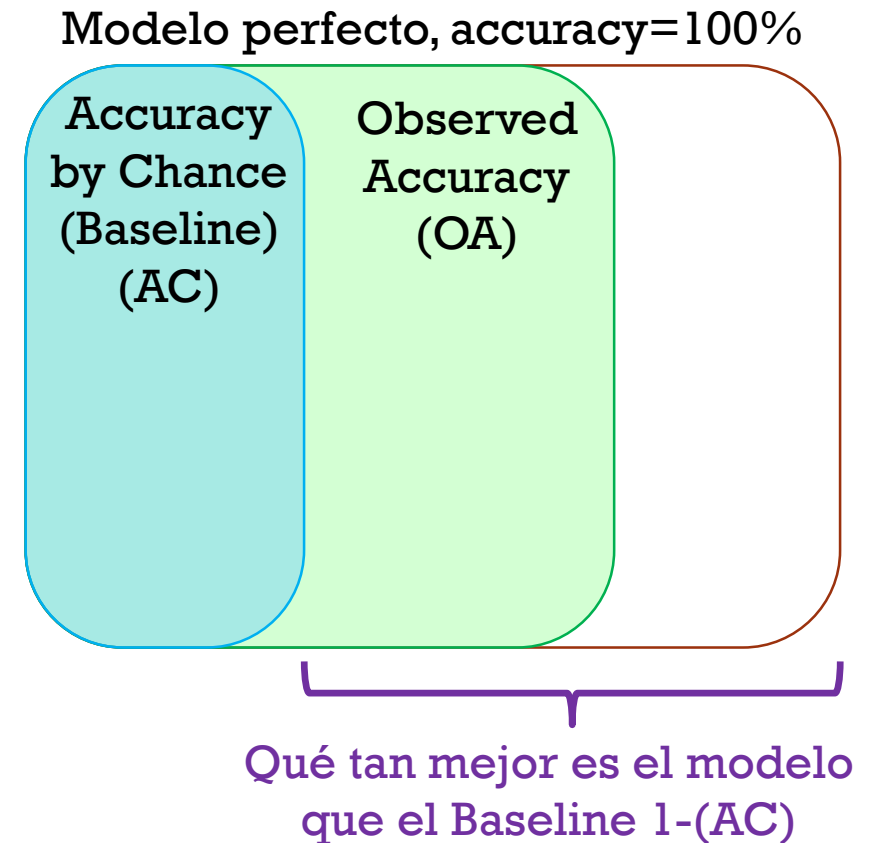 Modelo perfecto, accuracy=100%
Accuracy
by Chance
(Baseline)
(AC)
Observed
Accuracy
(OA)
Qué tan mejor es el modelo
que el Baseline 1-(AC)